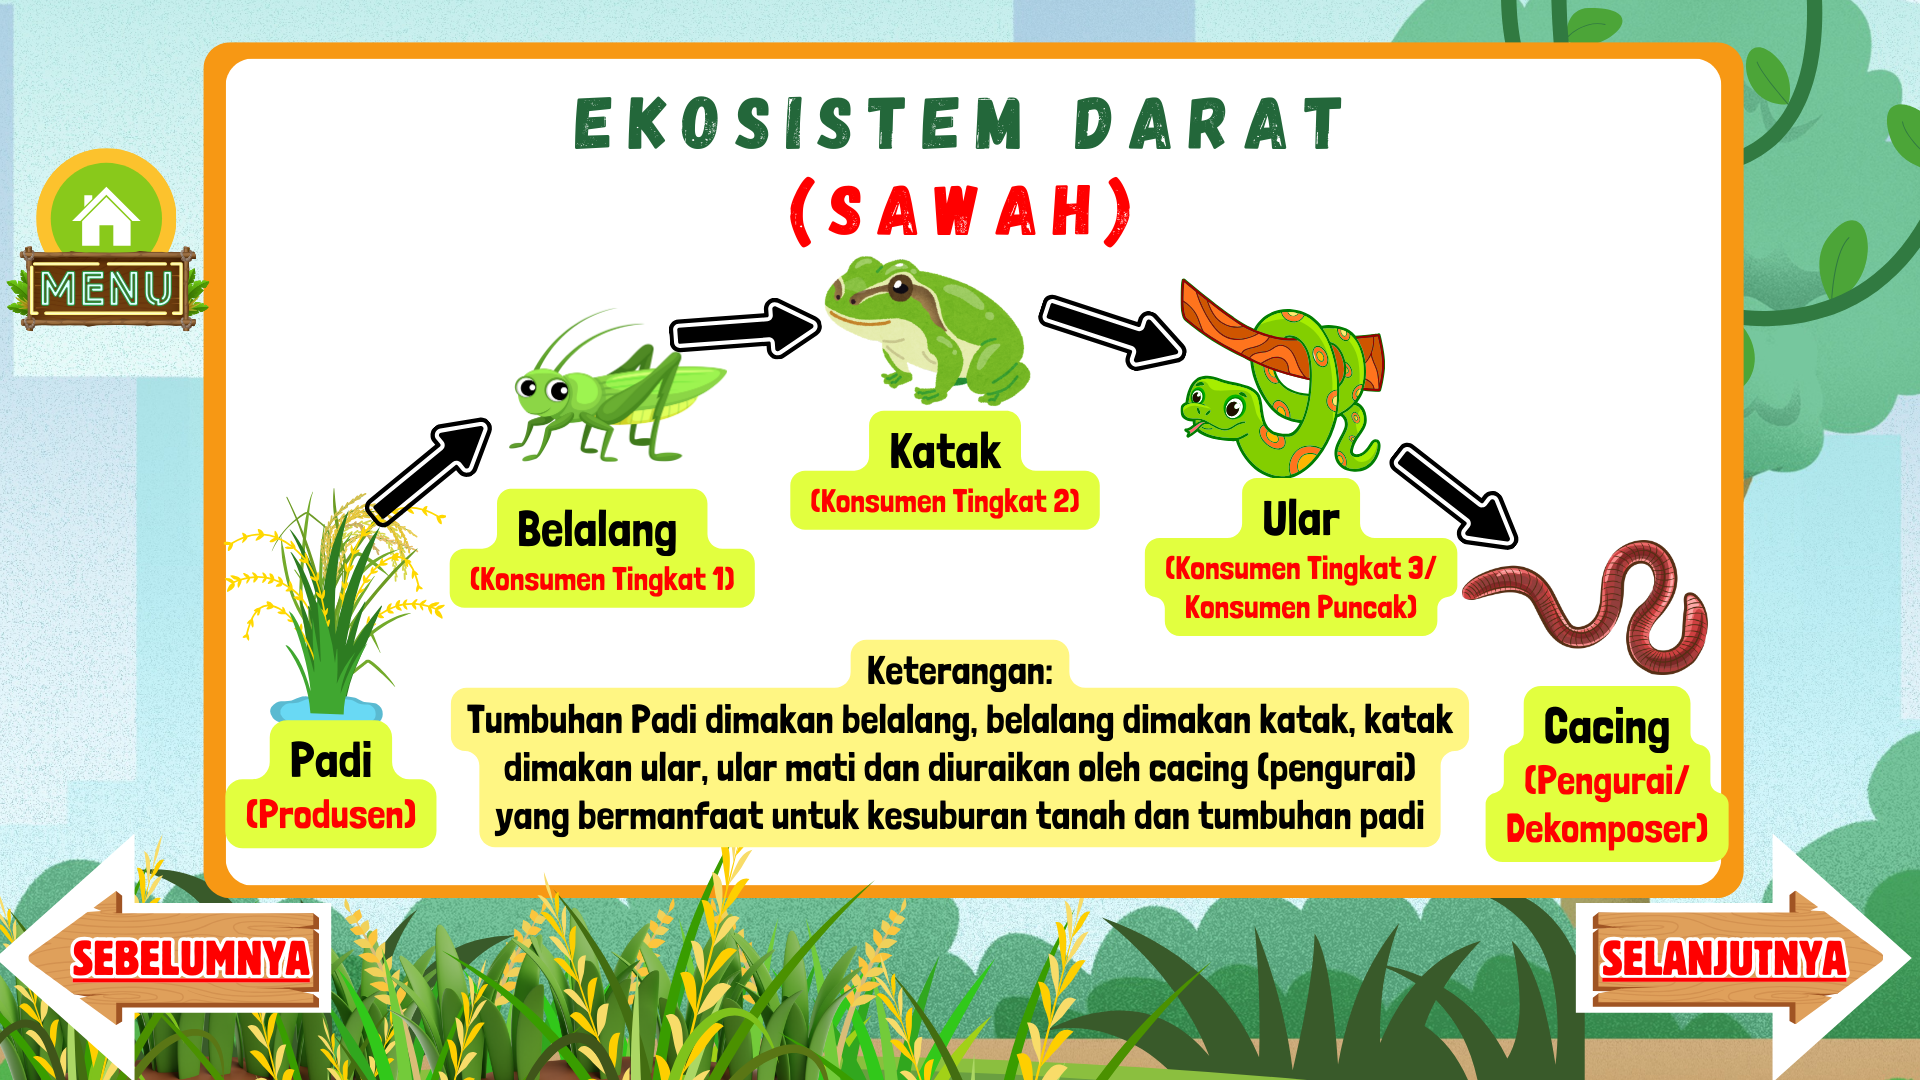 EKOSISTEM DARAT
(SAWAH)
MENU
Katak
(Konsumen Tingkat 2)
Belalang
(Konsumen Tingkat 1)
Ular
(Konsumen Tingkat 3/
Konsumen Puncak)
Padi
(Produsen)
Keterangan:
Tumbuhan Padi dimakan belalang, belalang dimakan katak, katak
dimakan ular, ular mati dan diuraikan oleh cacing (pengurai)
yang bermanfaat untuk kesuburan tanah dan tumbuhan padi
Cacing
(Pengurai/
Dekomposer)
SEBELUMNYA
SELANJUTNYA